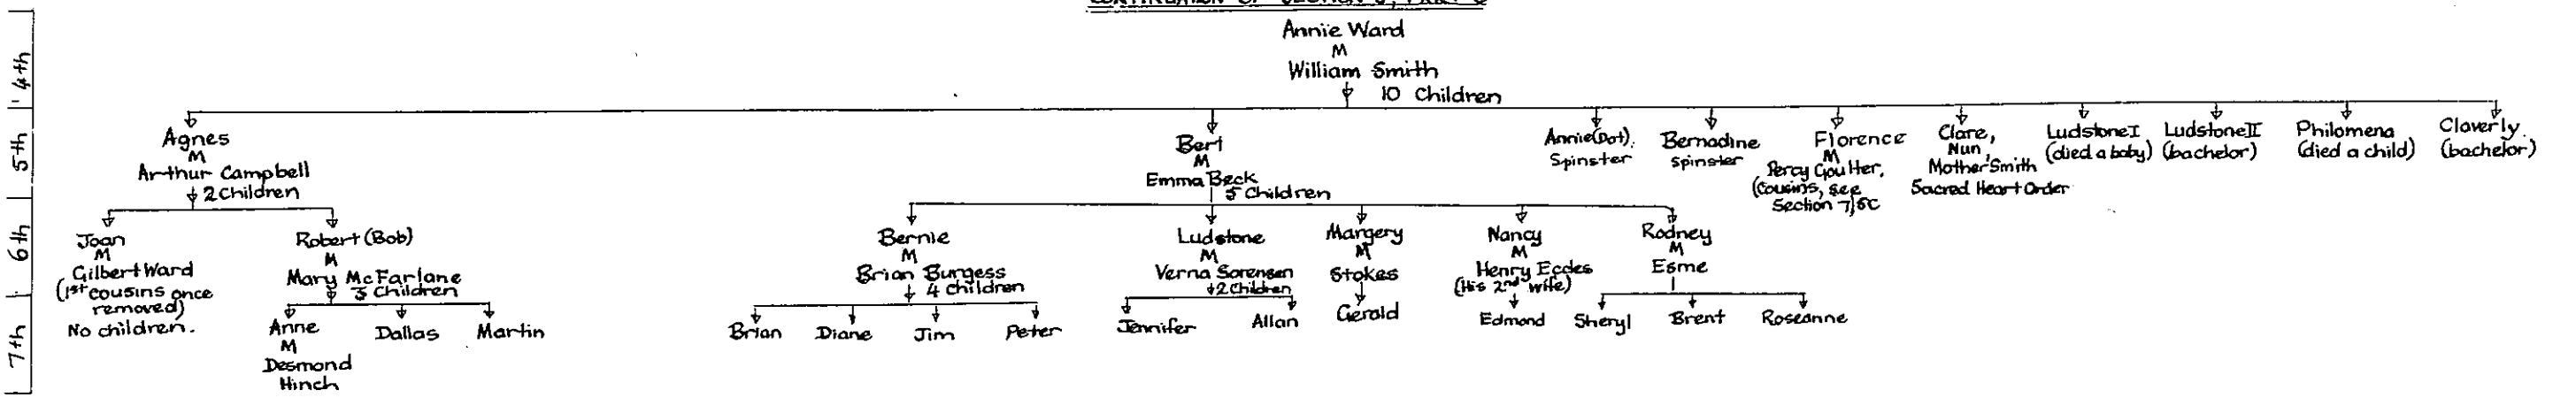 CONTINUATION OF SECTION
4th
Annie Ward
M
William Smith
10 Children
5th
Agnes
M
Arthur Campbell
2 Children
Bert
M
Emma Beck
5 Children
Annie (Dot).
Spinster
Bernadine
Spinster
Florence
M
Percy Goulter,
(Cousins, see
Section 7,5C
Clare,
Nun,
Mother Smith
Sacred Heart Order
Ludstone I
(died a baby)
Ludstone II
(bachelor)
Philomena
(died a child)
Claverly.
(bachelor)
6th
Joan
M
Gilbert Ward
(1st cousins once
removed)
No children.
Robert (Bob)
M
Mary McFarlane
3 Children
Bernie
M
Brian Burgess
4 children
Ludstone
M
Verna Sorensen
2 Children
Margery
M
Stokes
Nancy
M
Henry Eccles
(His 2nd wife)
Rodney
M
Esme
7th
Anne
M
Desmond
Hinch
Dallas
Martin
Brian
Diane
Jim
Peter
Jennifer
Allan
Gerald
Edmond
Sheryl
Brent
Roseanne